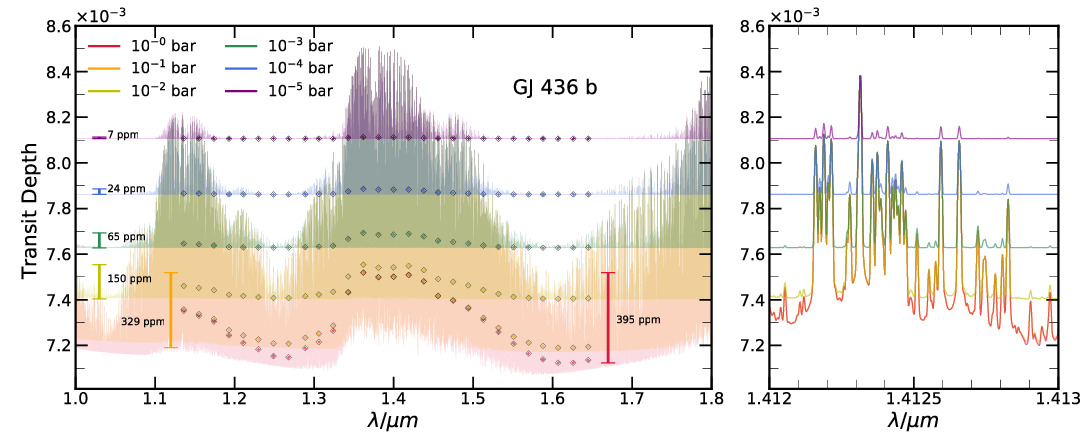 ×10⁻³
8.6
8.4
8.2
8.0
7.8
7.6
7.4
7.2
Transit Depth
10⁻⁰ bar
10⁻¹ bar
10⁻² bar
10⁻³ bar
10⁻⁴ bar
10⁻⁵ bar
GJ 436 b
7 ppm
24 ppm
65 ppm
150 ppm
329 ppm
395 ppm
1.0 1.1 1.2 1.3 1.4 1.5 1.6 1.7 1.8
λ/μm
×10⁻³
8.6
8.4
8.2
8.0
7.8
7.6
7.4
7.2
1.412 1.4125 1.413
λ/μm